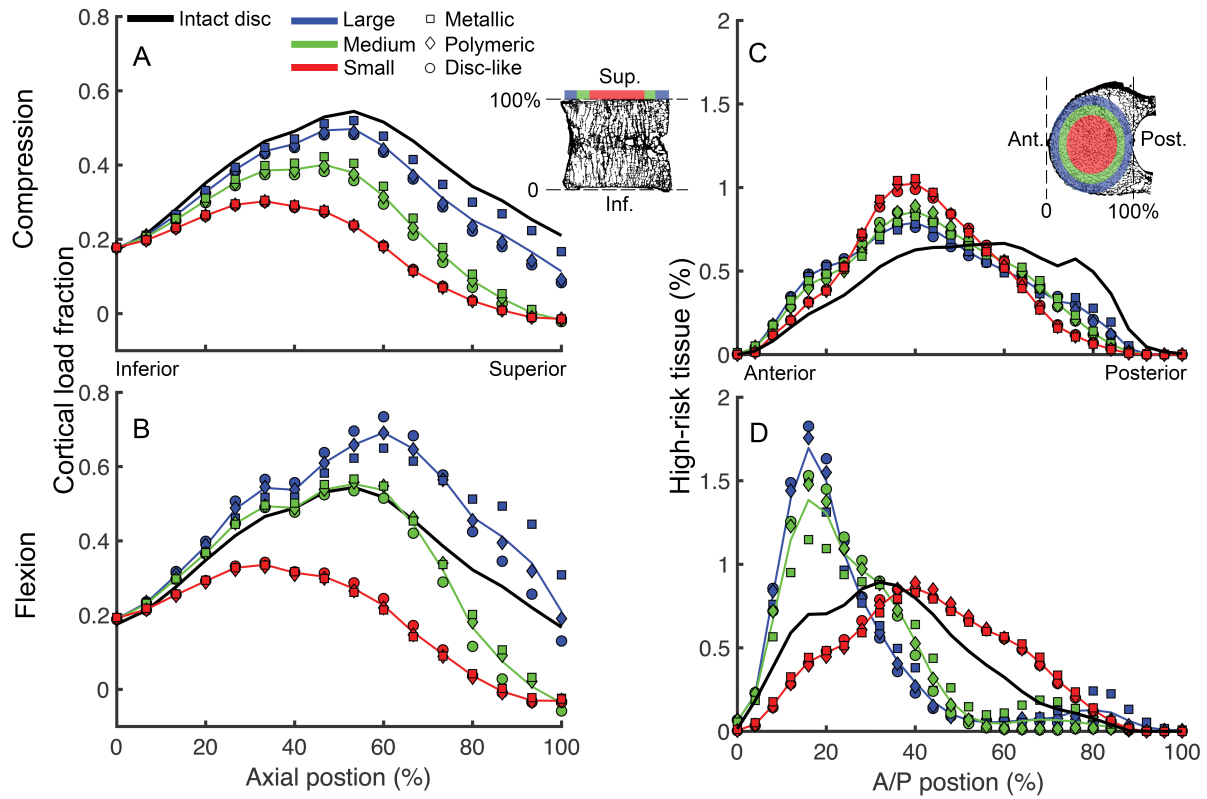 Intact disc
Large
Medium
Small
Metallic
Polymeric
Disc-like
A
0.8
0.6
0.4
0.2
0
Compression
Cortical load fraction
Sup.
100%
0
Inf.
Inferior
Superior
C
2
1.5
1
0.5
0
High-risk tissue (%)
Ant.
Post.
0
100%
Anterior
Posterior
B
0.8
0.6
0.4
0.2
0
Flexion
0
20
40
60
80
100
Axial postion (%)
D
2
1.5
1
0.5
0
0
20
40
60
80
100
A/P postion (%)